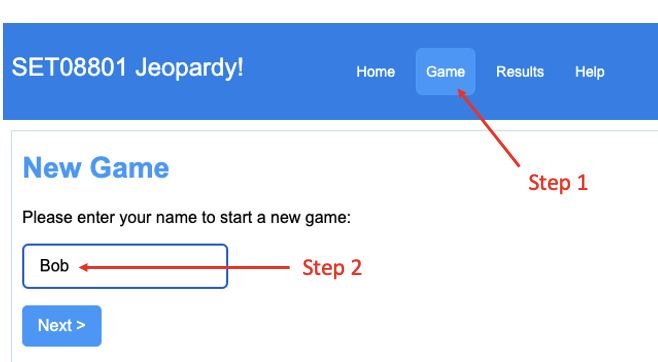 SET08801 Jeopardy!
Home Game Results Help
Step 1
New Game
Please enter your name to start a new game:
Bob
Step 2
Next >